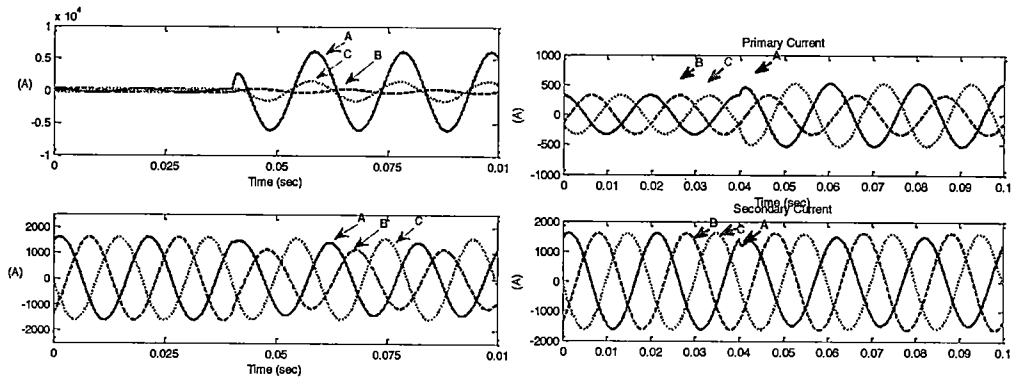 x 10^4
1
0.5
0
-0.5
-1
(A)
A
C
B
0
0.025
0.05
0.075
0.01
Time (sec)
2000
1000
0
-1000
-2000
(A)
A
B
C
0
0.025
0.05
0.075
0.01
Time (sec)
Primary Current
1000
500
0
-500
-1000
(A)
B
C
A
0
0.01
0.02
0.03
0.04
0.05
0.06
0.07
0.08
0.09
0.1
Time (sec)
Secondary Current
2000
1000
0
-1000
-2000
(A)
B
C
A
0
0.01
0.02
0.03
0.04
0.05
0.06
0.07
0.08
0.09
0.1